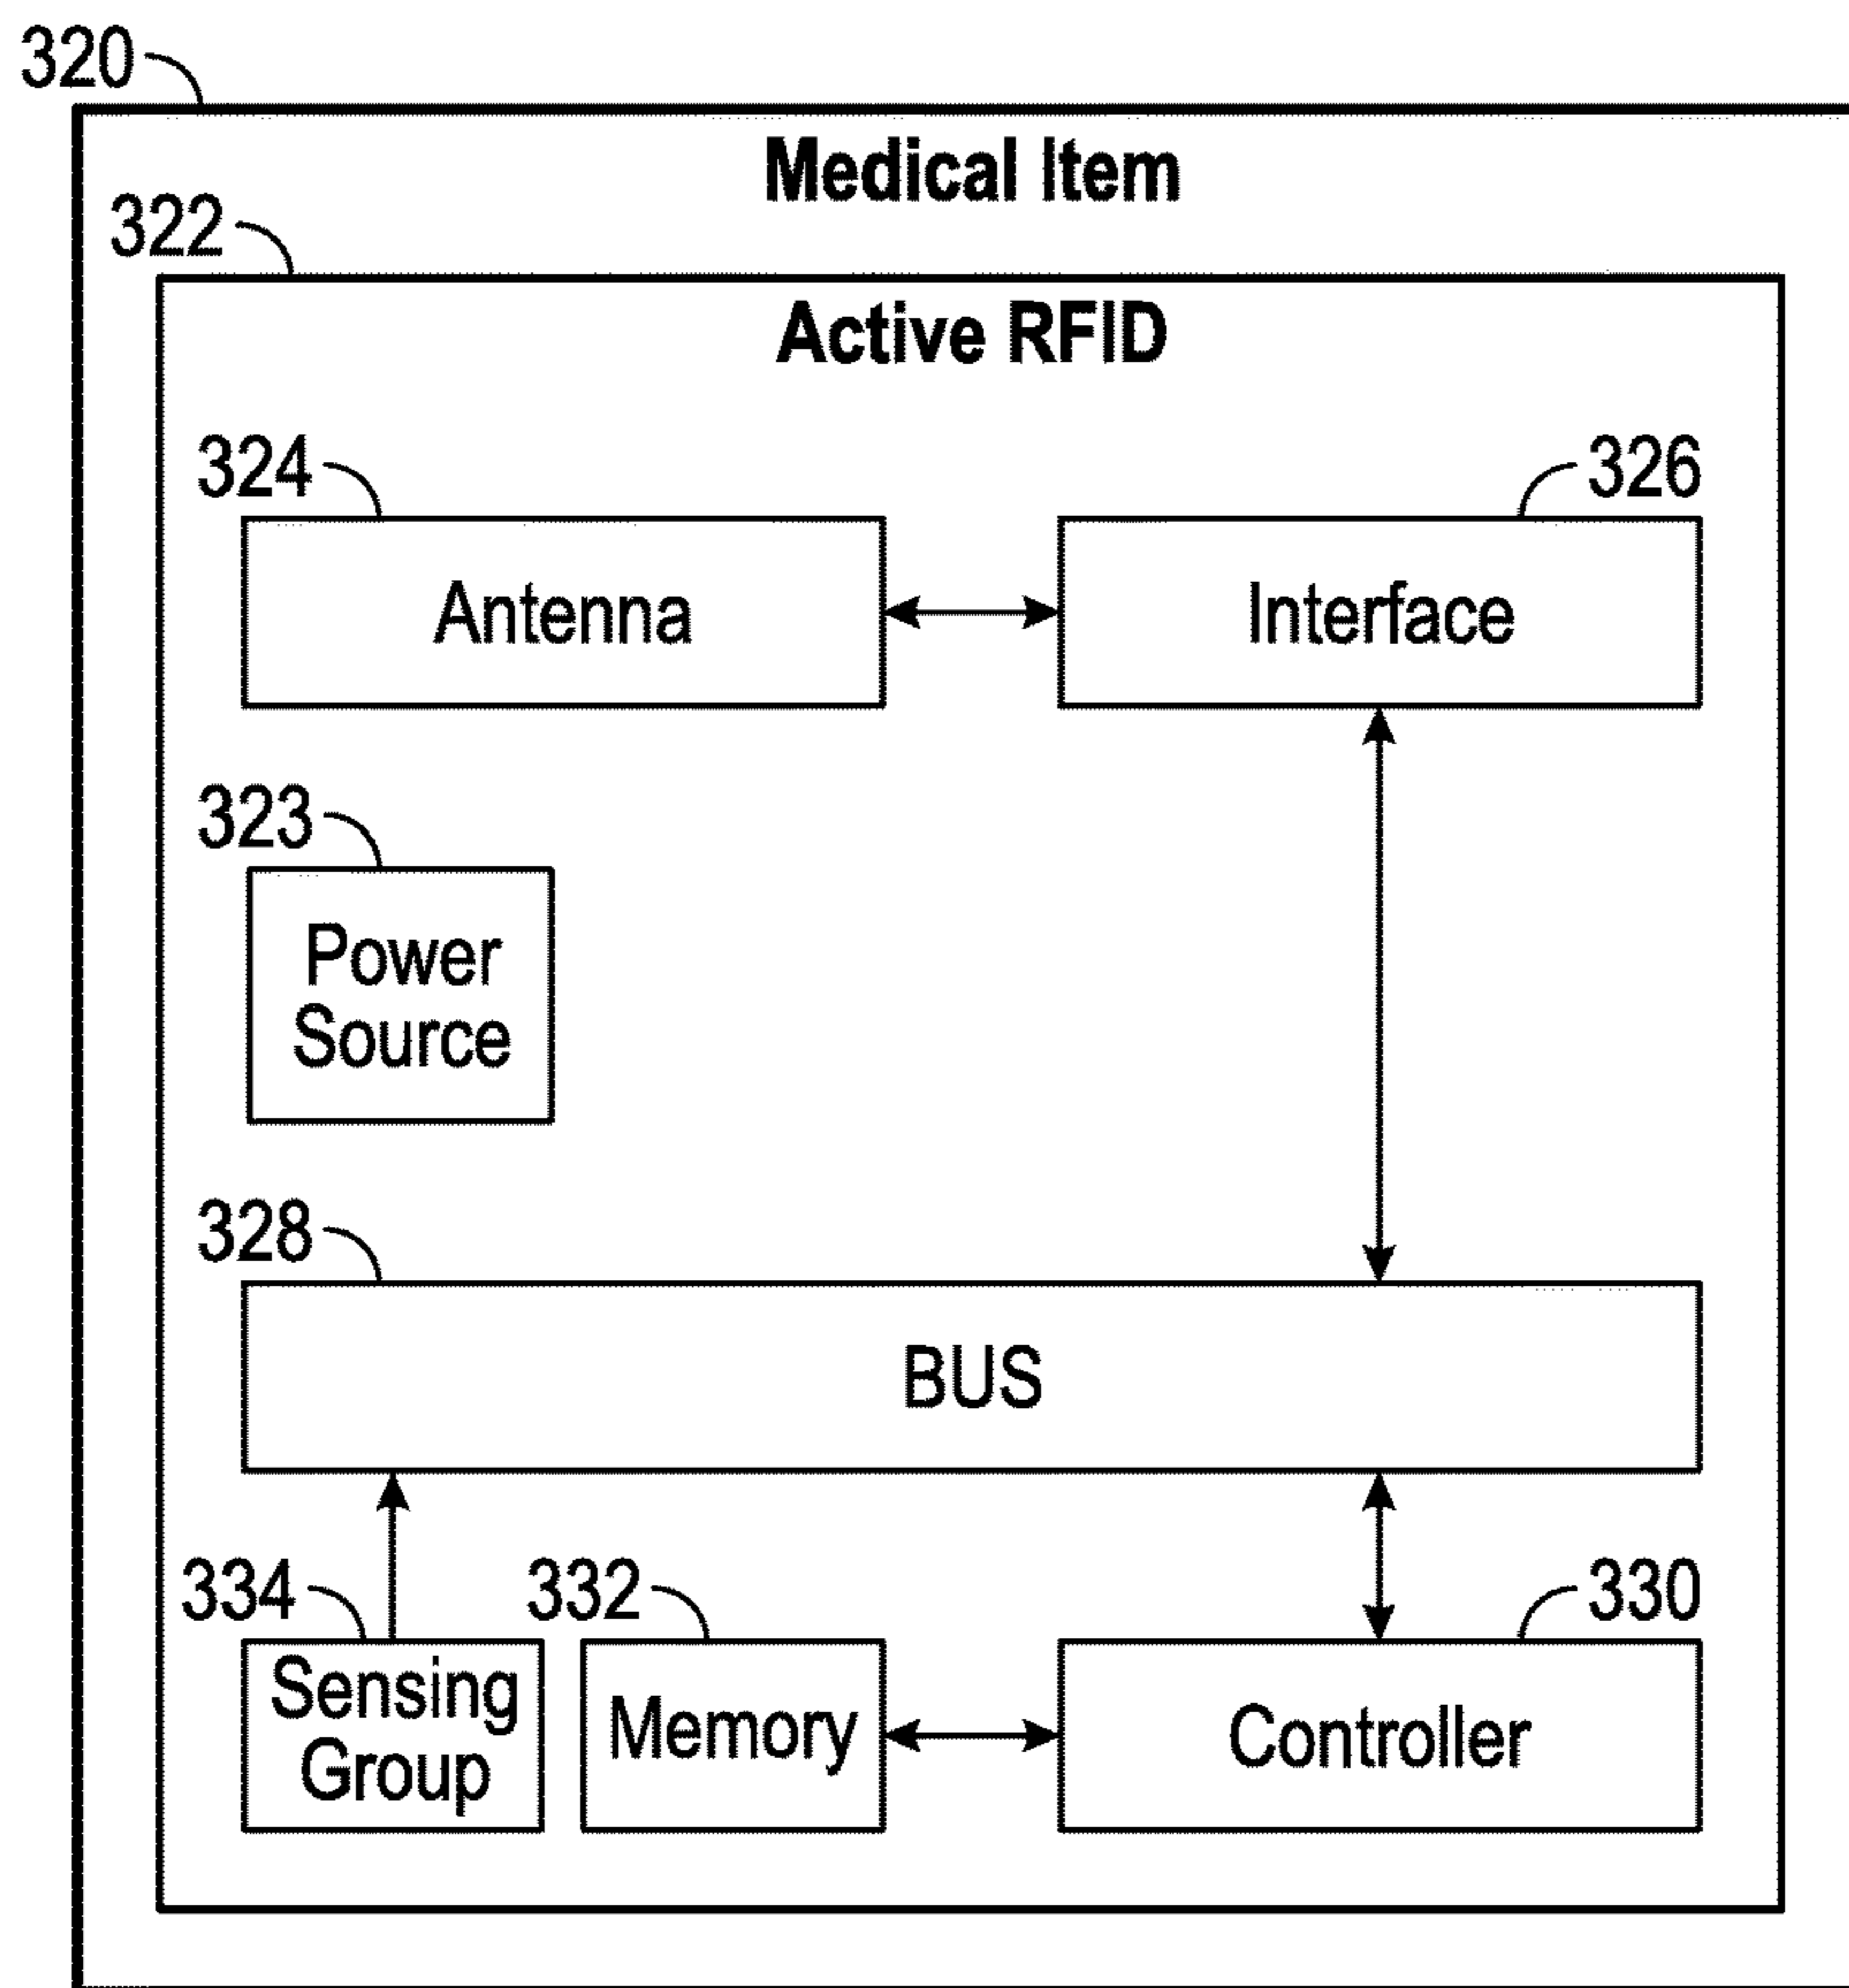 320
Medical Item
322
Active RFID
324
326
Antenna
Interface
323
Power
Source
328
BUS
334
332
330
Sensing
Group
Memory
Controller